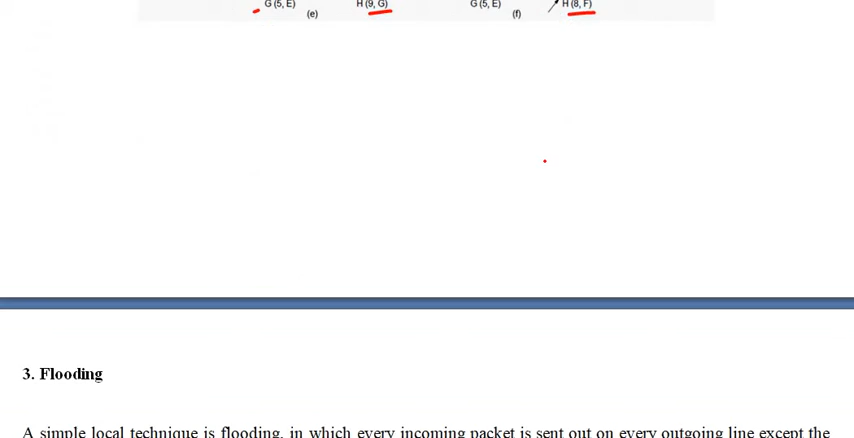 G (5, E) H (9, G) G (5, E) H (8, F)
(e) (f)
3. Flooding
A simple local technique is flooding, in which every incoming packet is sent out on every outgoing line except the